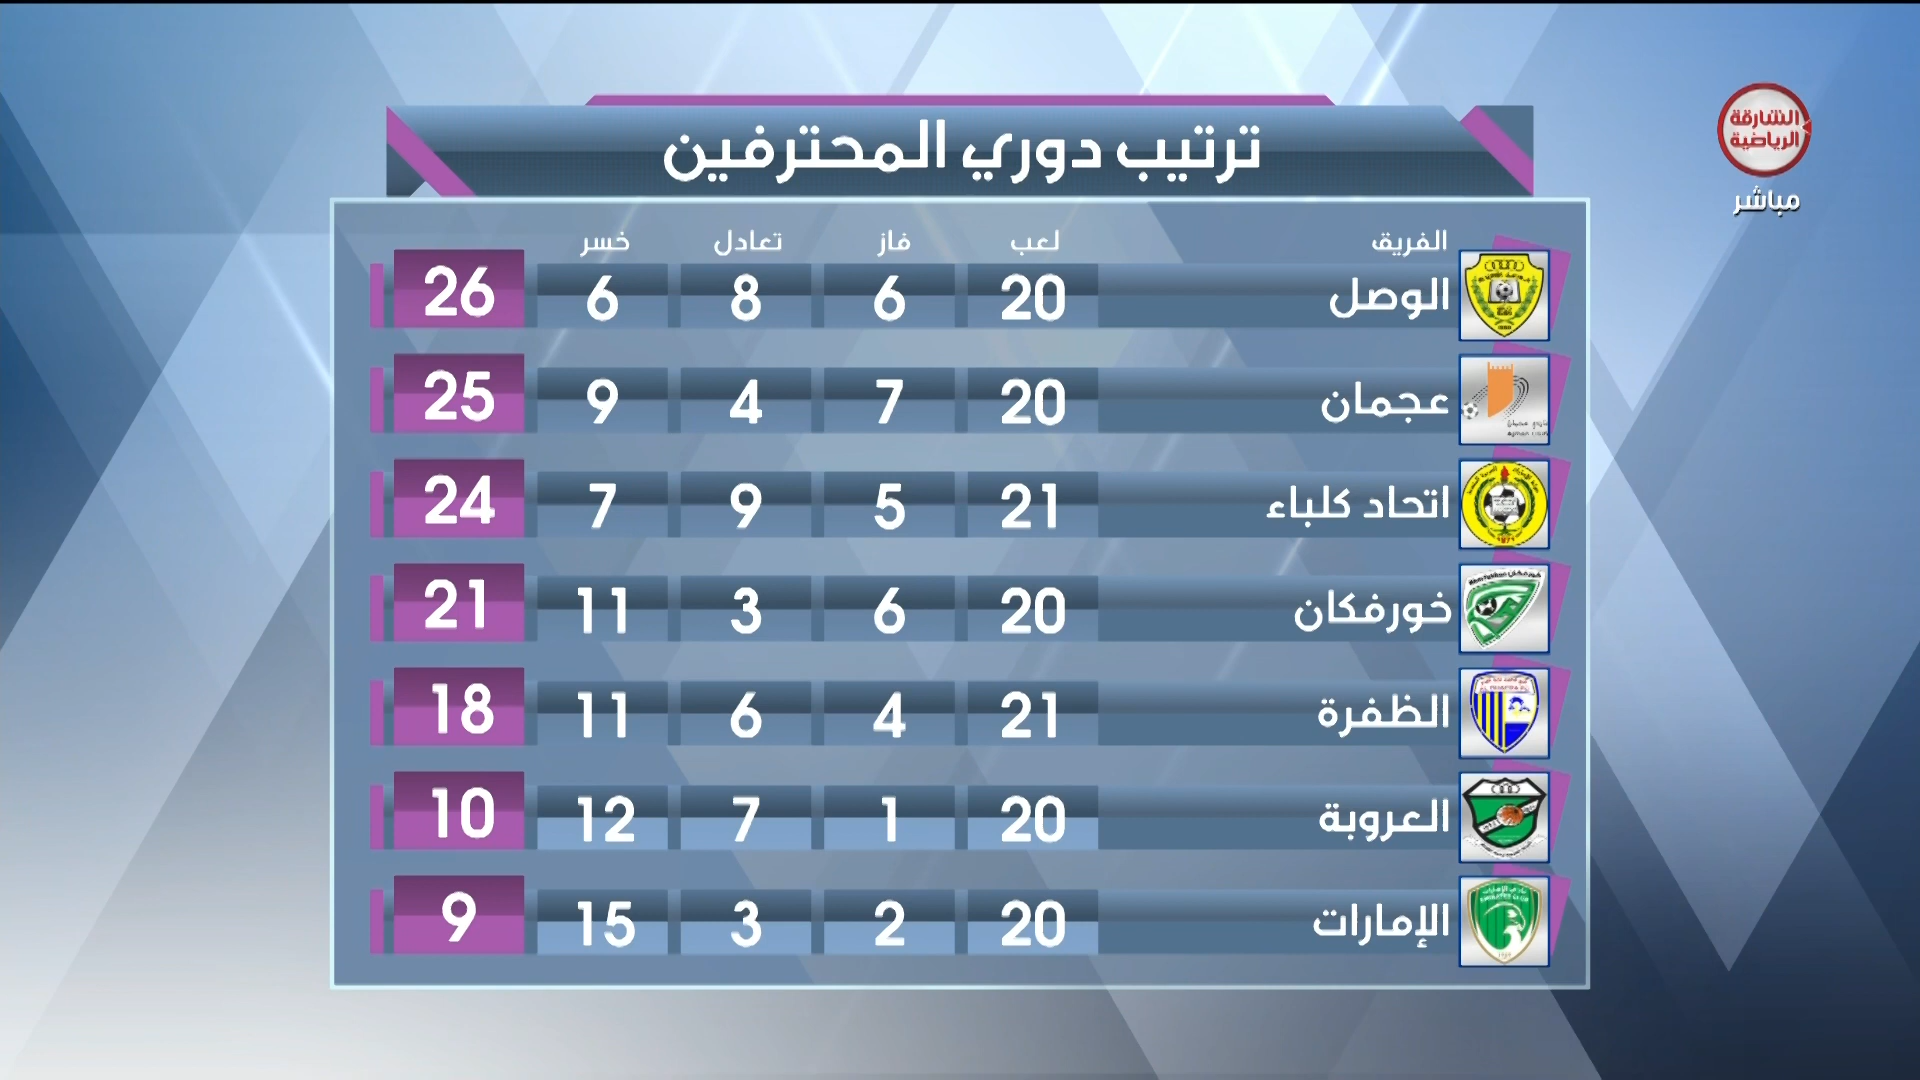 ترتيب دوري المحترفين
الشارقة
الرياضية
مباشر
الفريق لعب فاز تعادل خسر
الوصل 20 6 8 6 26
عجمان 20 7 4 9 25
اتحاد كلباء 21 5 9 7 24
خورفكان 20 6 3 11 21
الظفرة 21 4 6 11 18
العروبة 20 1 7 12 10
الإمارات 20 2 3 15 9